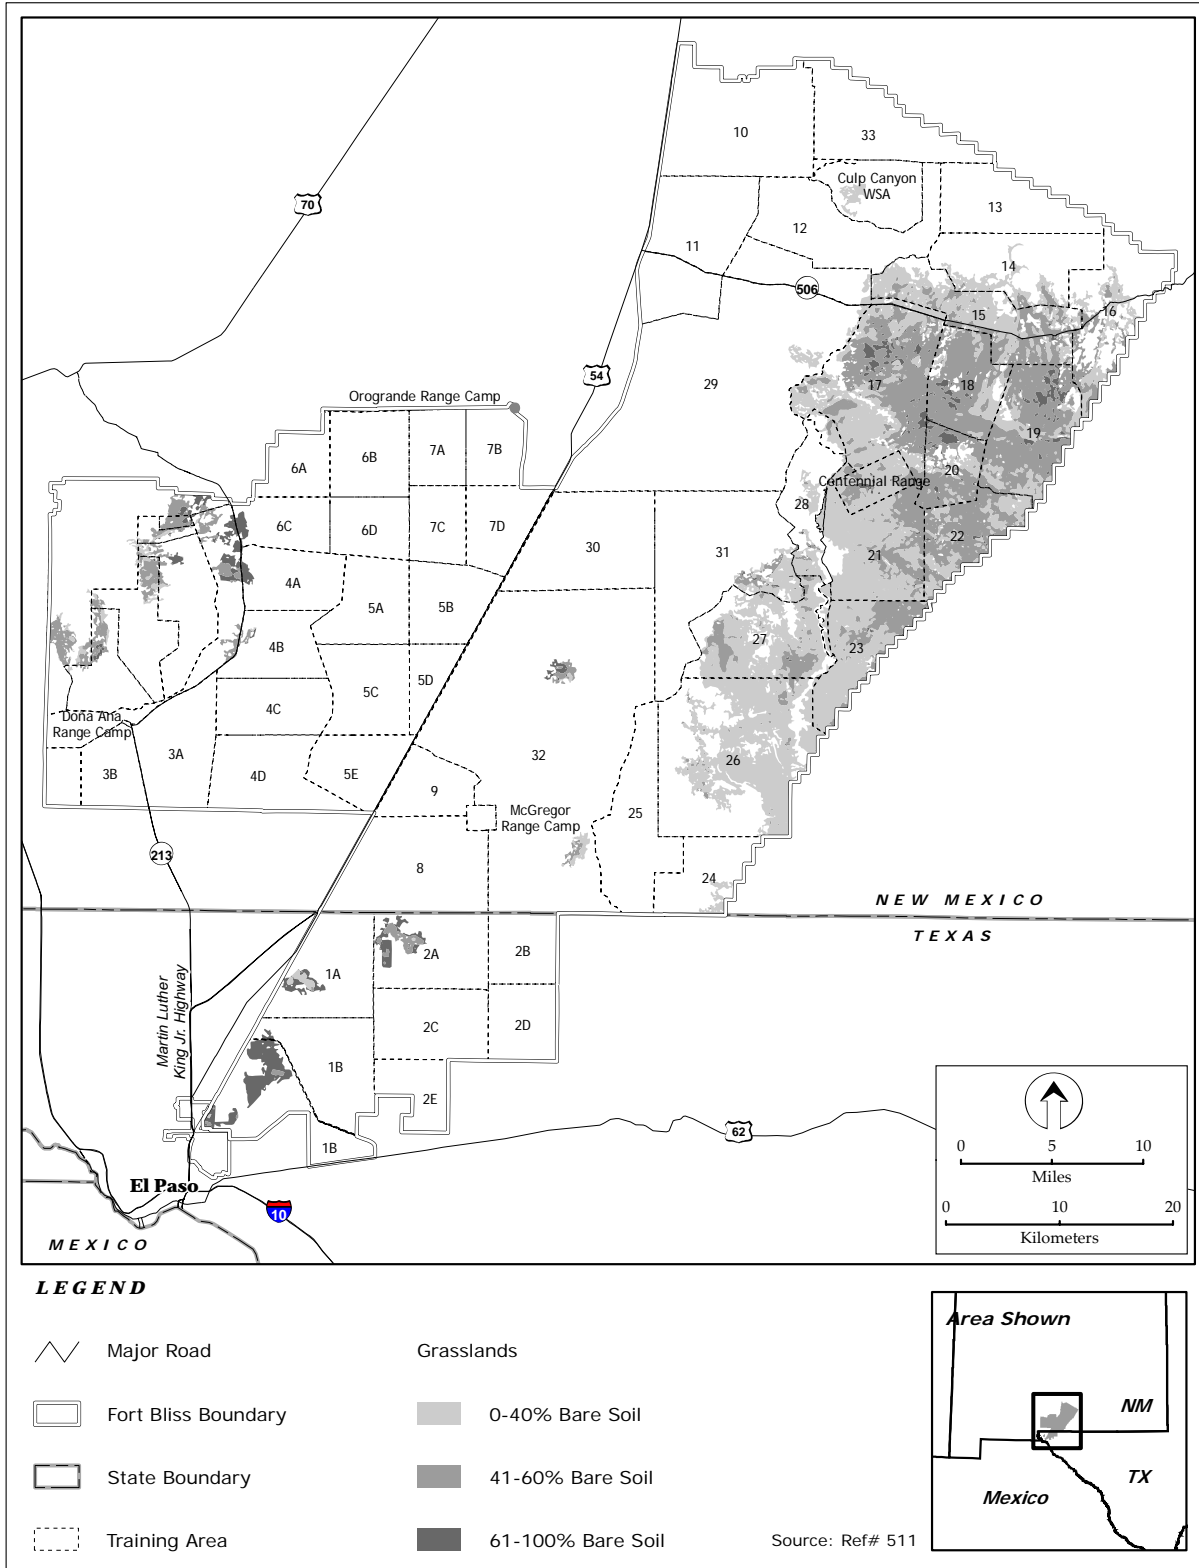 10
33
Culp Canyon
WSA
70
13
12
11
14
506
16
15
54
29
17
18
Orogrande Range Camp
19
6A
6B
7A
7B
20
Centennial Range
28
6C
6D
7C
7D
22
30
31
21
4A
5A
5B
27
4B
23
5D
5C
4C
Doña Ana
Range Camp
3A
32
26
3B
4D
5E
9
McGregor
Range Camp
25
213
8
24
NEW MEXICO
TEXAS
2A
2B
1A
Martin Luther
King Jr. Highway
2C
2D
1B
2E
62
1B
El Paso
10
MEXICO
0 5 10
Miles
0 10 20
Kilometers
LEGEND
Major Road
Fort Bliss Boundary
State Boundary
Training Area
Grasslands
0-40% Bare Soil
41-60% Bare Soil
61-100% Bare Soil
Source: Ref# 511
Area Shown
NM
TX
Mexico